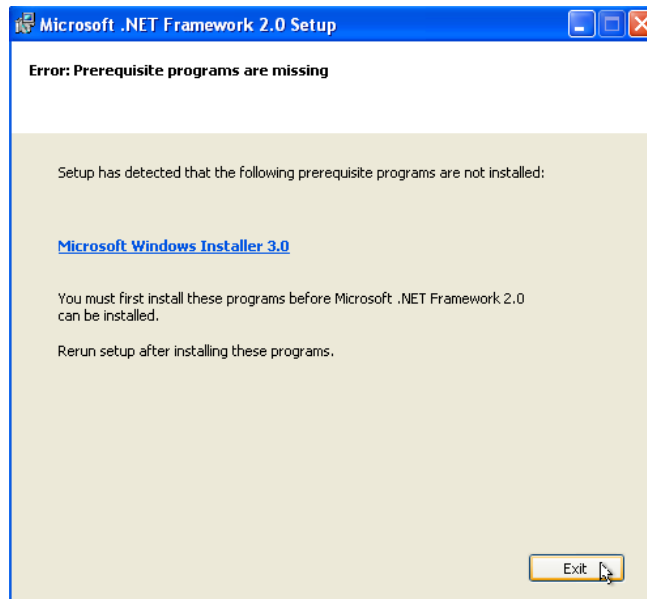 Microsoft .NET Framework 2.0 Setup
Error: Prerequisite programs are missing
Setup has detected that the following prerequisite programs are not installed:
Microsoft Windows Installer 3.0
You must first install these programs before Microsoft .NET Framework 2.0
can be installed.
Rerun setup after installing these programs.
Exit